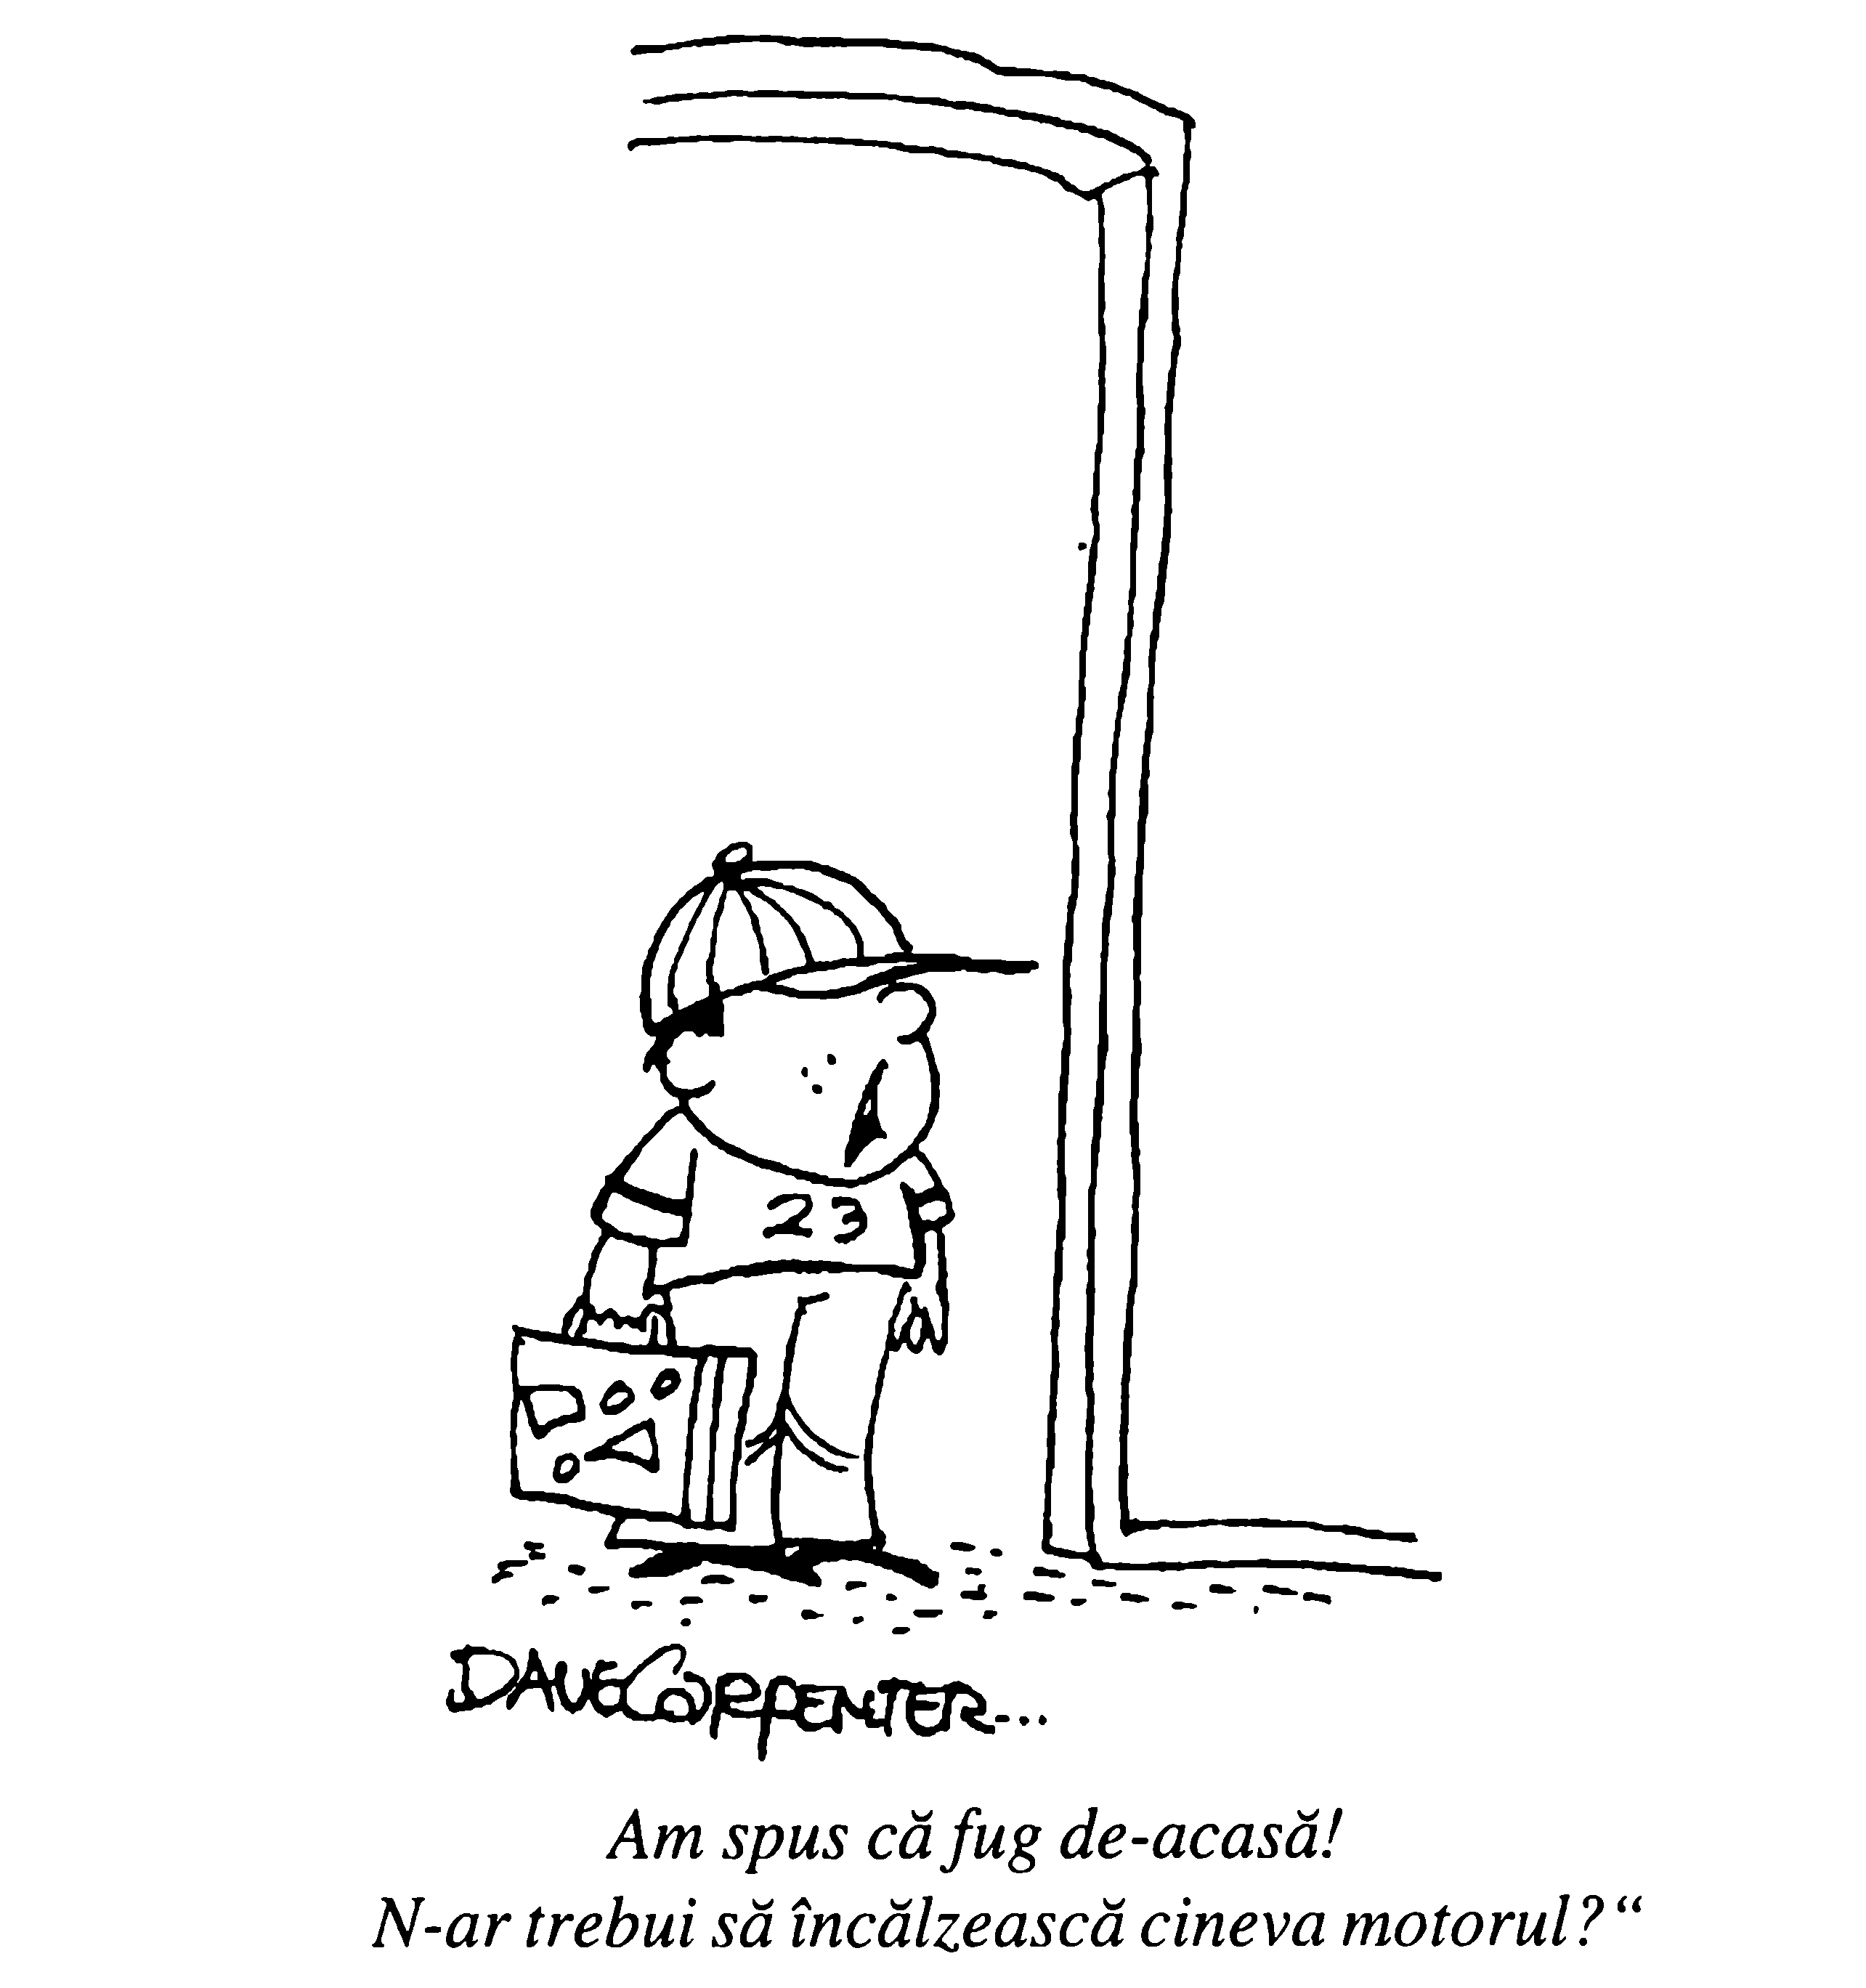 23
DAVE CARPENTER...
Am spus că fug de-acasă!
N-ar trebui să încălzească cineva motorul?“